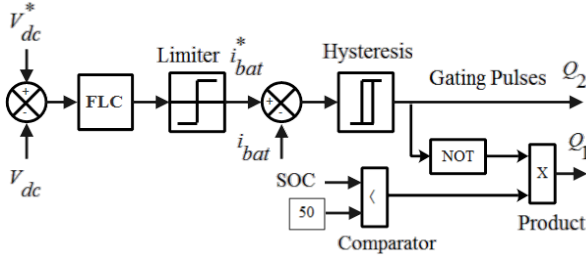 V*dc
Limiter
i*bat
Hysteresis
Q2
+
-
FLC
+
-
Gating Pulses
Vdc
ibat
NOT
Q1
SOC
<
X
50
Comparator
Product